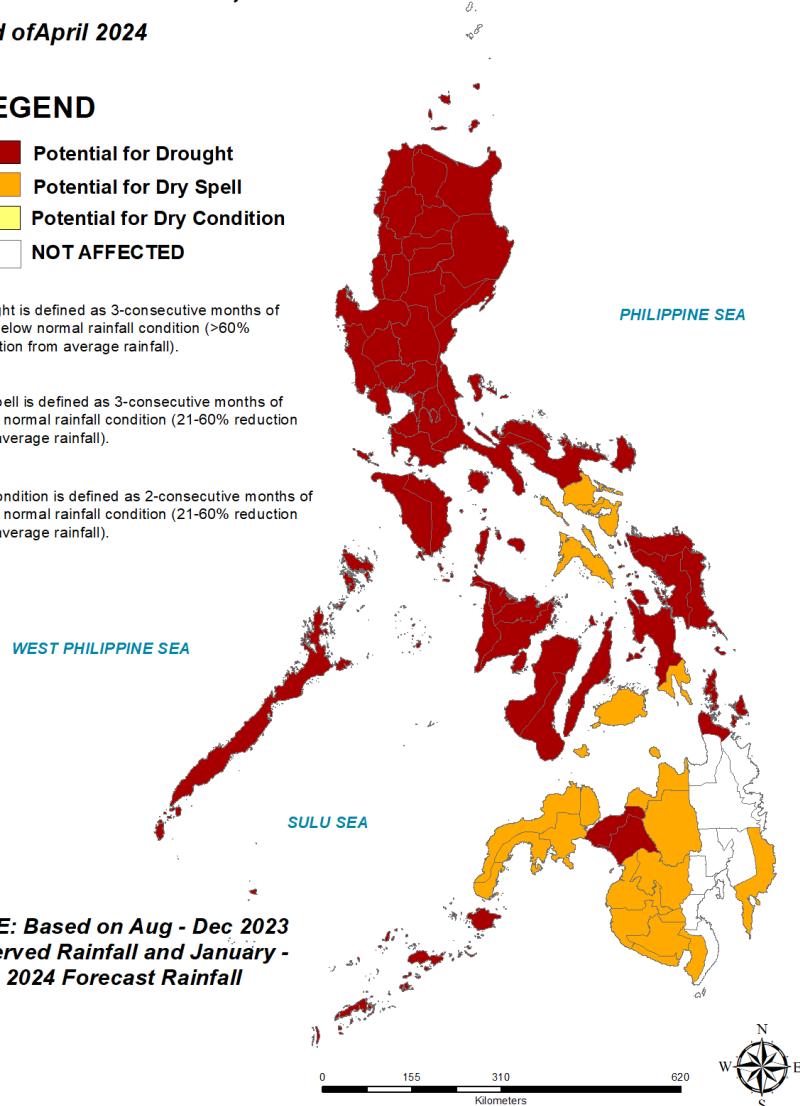 April 2024
EGEND
Potential for Drought
Potential for Dry Spell
Potential for Dry Condition
NOT AFFECTED
ght is defined as 3-consecutive months of
elow normal rainfall condition (>60%
tion from average rainfall).
pell is defined as 3-consecutive months of
normal rainfall condition (21-60% reduction
average rainfall).
ondition is defined as 2-consecutive months of
normal rainfall condition (21-60% reduction
average rainfall).
PHILIPPINE SEA
WEST PHILIPPINE SEA
SULU SEA
E: Based on Aug - Dec 2023
erved Rainfall and January -
2024 Forecast Rainfall
N
W E
S
0 155 310 620
Kilometers